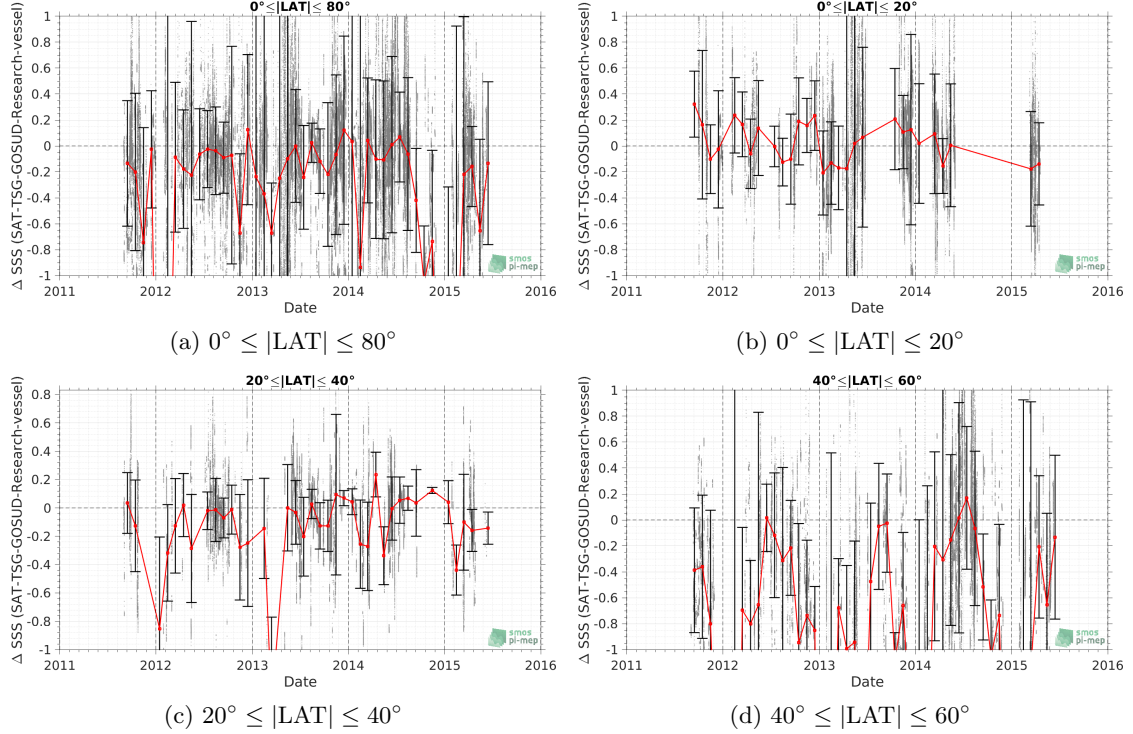 0°≤|LAT|≤ 80°
Δ SSS (SAT-TSG-GOSUD-Research-vessel)
1
0.8
0.6
0.4
0.2
0
-0.2
-0.4
-0.6
-0.8
-1
2011 2012 2013 2014 2015 2016
Date
smos
pi-mep
(a) 0° ≤ |LAT| ≤ 80°
0°≤|LAT|≤ 20°
Δ SSS (SAT-TSG-GOSUD-Research-vessel)
1
0.8
0.6
0.4
0.2
0
-0.2
-0.4
-0.6
-0.8
-1
2011 2012 2013 2014 2015 2016
Date
smos
pi-mep
(b) 0° ≤ |LAT| ≤ 20°
20°≤|LAT|≤ 40°
Δ SSS (SAT-TSG-GOSUD-Research-vessel)
0.8
0.6
0.4
0.2
0
-0.2
-0.4
-0.6
-0.8
-1
2011 2012 2013 2014 2015 2016
Date
smos
pi-mep
(c) 20° ≤ |LAT| ≤ 40°
40°≤|LAT|≤ 60°
Δ SSS (SAT-TSG-GOSUD-Research-vessel)
1
0.8
0.6
0.4
0.2
0
-0.2
-0.4
-0.6
-0.8
-1
2011 2012 2013 2014 2015 2016
Date
smos
pi-mep
(d) 40° ≤ |LAT| ≤ 60°